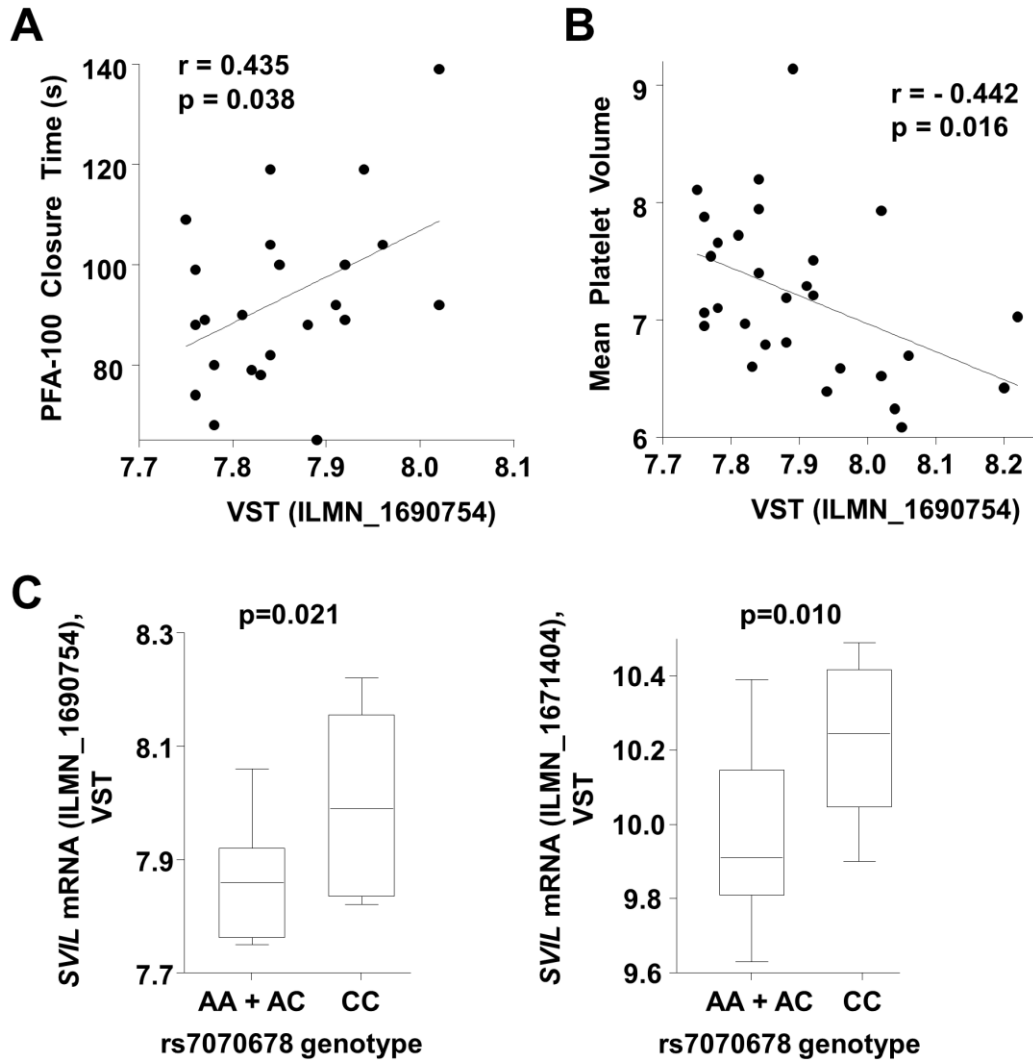 A
r = 0.435
p = 0.038
PFA-100 Closure Time (s)
140
120
100
80
7.7
7.8
7.9
8.0
8.1
VST (ILMN_1690754)
B
r = - 0.442
p = 0.016
Mean Platelet Volume
9
8
7
6
7.7
7.8
7.9
8.0
8.1
8.2
VST (ILMN_1690754)
C
p=0.021
SVIL mRNA (ILMN_1690754),
VST
8.3
8.1
7.9
7.7
AA + AC
CC
rs7070678 genotype
p=0.010
SVIL mRNA (ILMN_1671404),
VST
10.4
10.2
10.0
9.8
9.6
AA + AC
CC
rs7070678 genotype